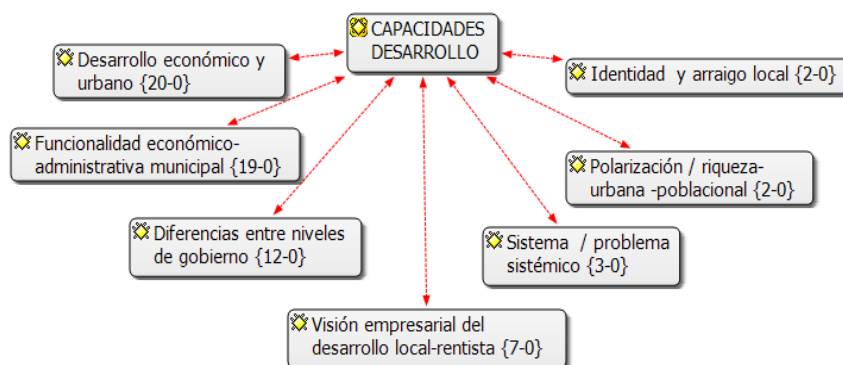 CAPACIDADES
DESARROLLO
Desarrollo económico y
urbano {20-0}
Identidad y arraigo local {2-0}
Funcionalidad económico-
administrativa municipal {19-0}
Polarización / riqueza-
urbana -poblacional {2-0}
Diferencias entre niveles
de gobierno {12-0}
Sistema / problema
sistémico {3-0}
Visión empresarial del
desarrollo local-rentista {7-0}